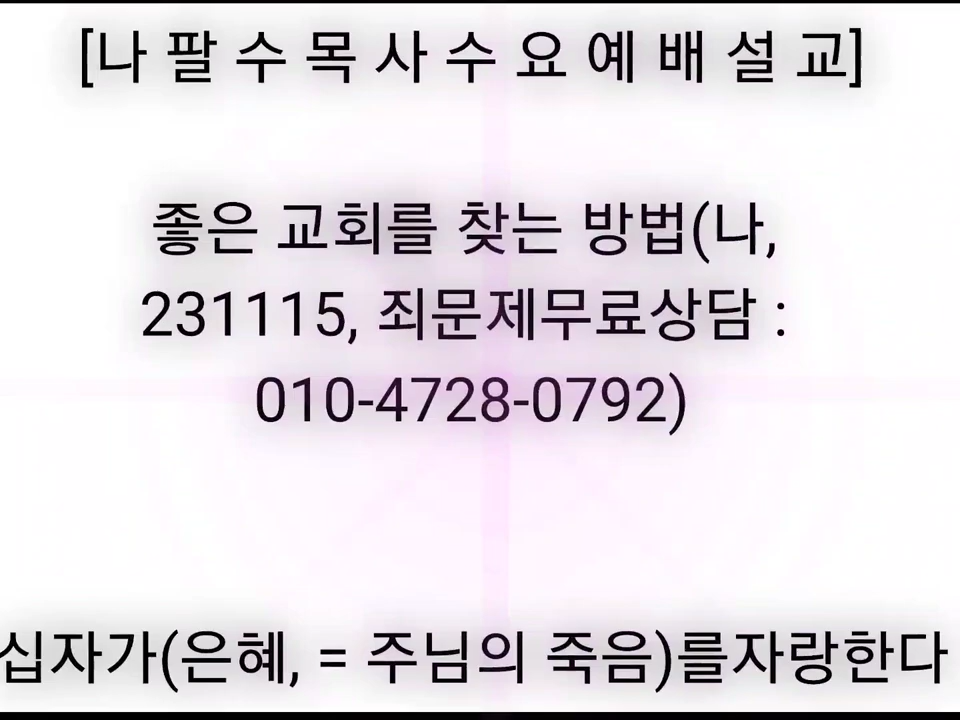 [나 팔 수 목 사 수 요 예 배 설 교]
좋은 교회를 찾는 방법(나,
231115, 죄문제무료상담 :
010-4728-0792)
십자가(은혜, = 주님의 죽음)를자랑한다